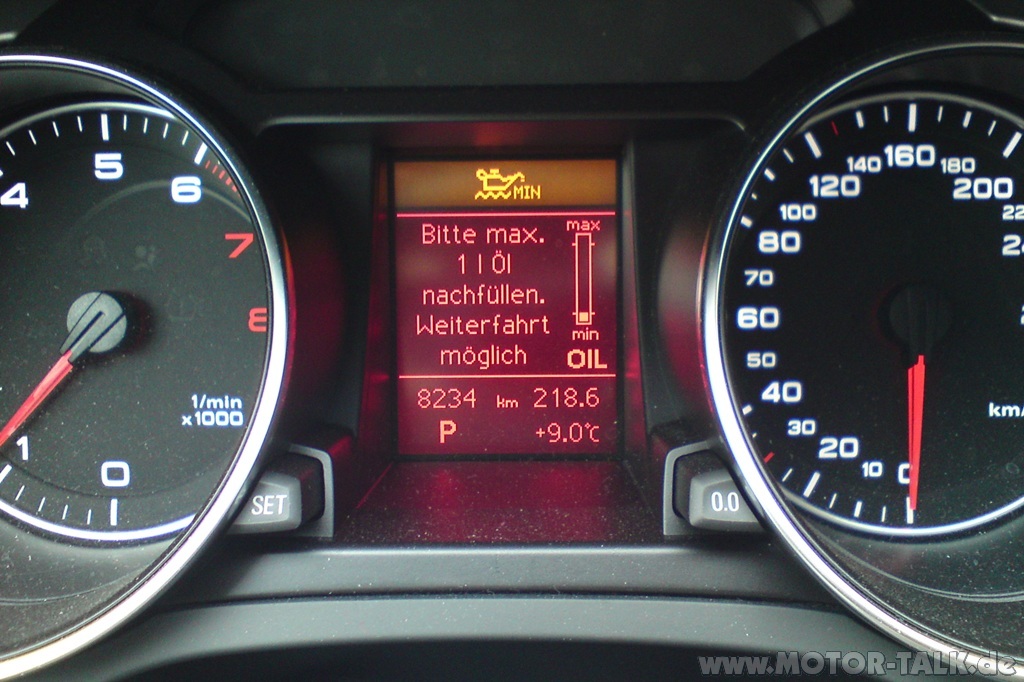 MIN
Bitte max.
1 l Öl
nachfüllen.
Weiterfahrt
möglich
max
min
OIL
8234 km 218.6
P +9.0°C
0
1
4
5
6
7
8
1/min
x1000
SET
0.0
0
10
20
30
40
50
60
70
80
100
120
140
160
180
200
km/
www.MOTOR-TALK.de